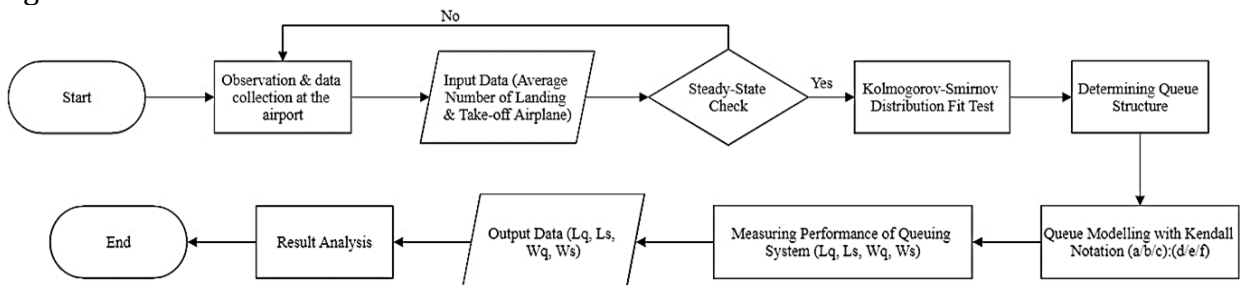 No
Start
Observation & data
collection at the
airport
Input Data (Average
Number of Landing
& Take-off Airplane)
Steady-State
Check
Yes
Kolmogorov-Smirnov
Distribution Fit Test
Determining Queue
Structure
End
Result Analysis
Output Data (Lq, Ls,
Wq, Ws)
Measuring Performance of Queuing
System (Lq, Ls, Wq, Ws)
Queue Modelling with Kendall
Notation (a/b/c):(d/e/f)